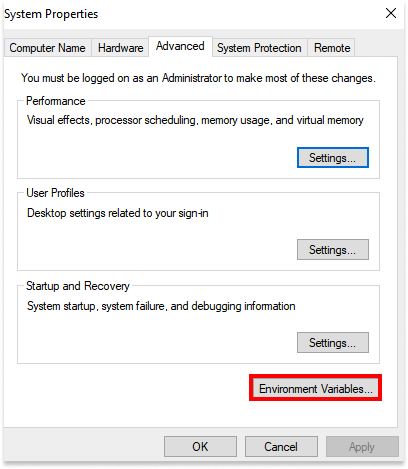 System Properties
Computer Name
Hardware
Advanced
System Protection
Remote
You must be logged on as an Administrator to make most of these changes.
Performance
Visual effects, processor scheduling, memory usage, and virtual memory
Settings...
User Profiles
Desktop settings related to your sign-in
Settings...
Startup and Recovery
System startup, system failure, and debugging information
Settings...
Environment Variables...
OK
Cancel
Apply